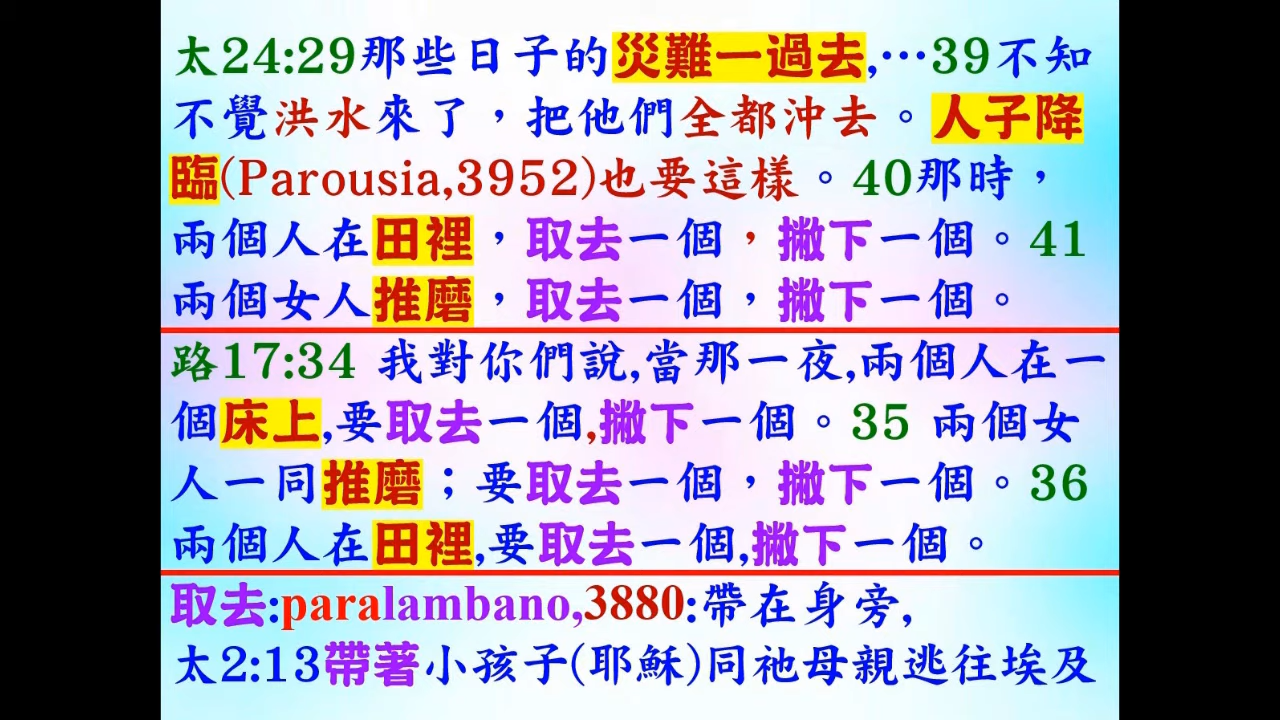 太24:29那些日子的災難一過去,…39不知
不覺洪水來了，把他們全都沖去。人子降
臨(Parousia,3952)也要這樣。40那時，
兩個人在田裡，取去一個，撇下一個。41
兩個女人推磨，取去一個，撇下一個。
路17:34 我對你們說,當那一夜,兩個人在一
個床上,要取去一個,撇下一個。35 兩個女
人一同推磨；要取去一個，撇下一個。36
兩個人在田裡,要取去一個,撇下一個。
取去:paralambano,3880:帶在身旁,
太2:13帶著小孩子(耶穌)同祂母親逃往埃及